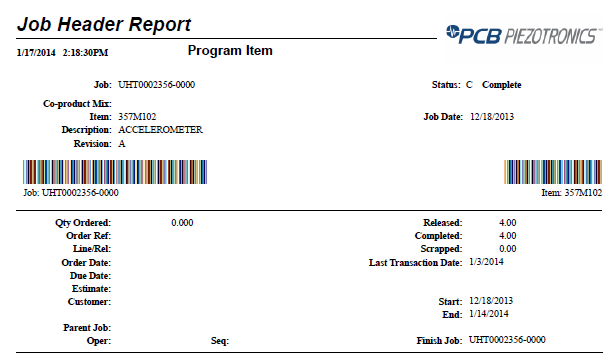 Job Header Report
PCB PIEZOTRONICS™
1/17/2014 2:18:30PM Program Item
Job: UHT0002356-0000 Status: C Complete
Co-product Mix:
Item: 357M102 Job Date: 12/18/2013
Description: ACCELEROMETER
Revision: A
Job: UHT0002356-0000 Item: 357M102
Qty Ordered: 0.000 Released: 4.00
Order Ref: Completed: 4.00
Line/Rel: Scrapped: 0.00
Order Date: Last Transaction Date: 1/3/2014
Due Date:
Estimate:
Customer: Start: 12/18/2013
End: 1/14/2014
Parent Job:
Oper: Seq: Finish Job: UHT0002356-0000